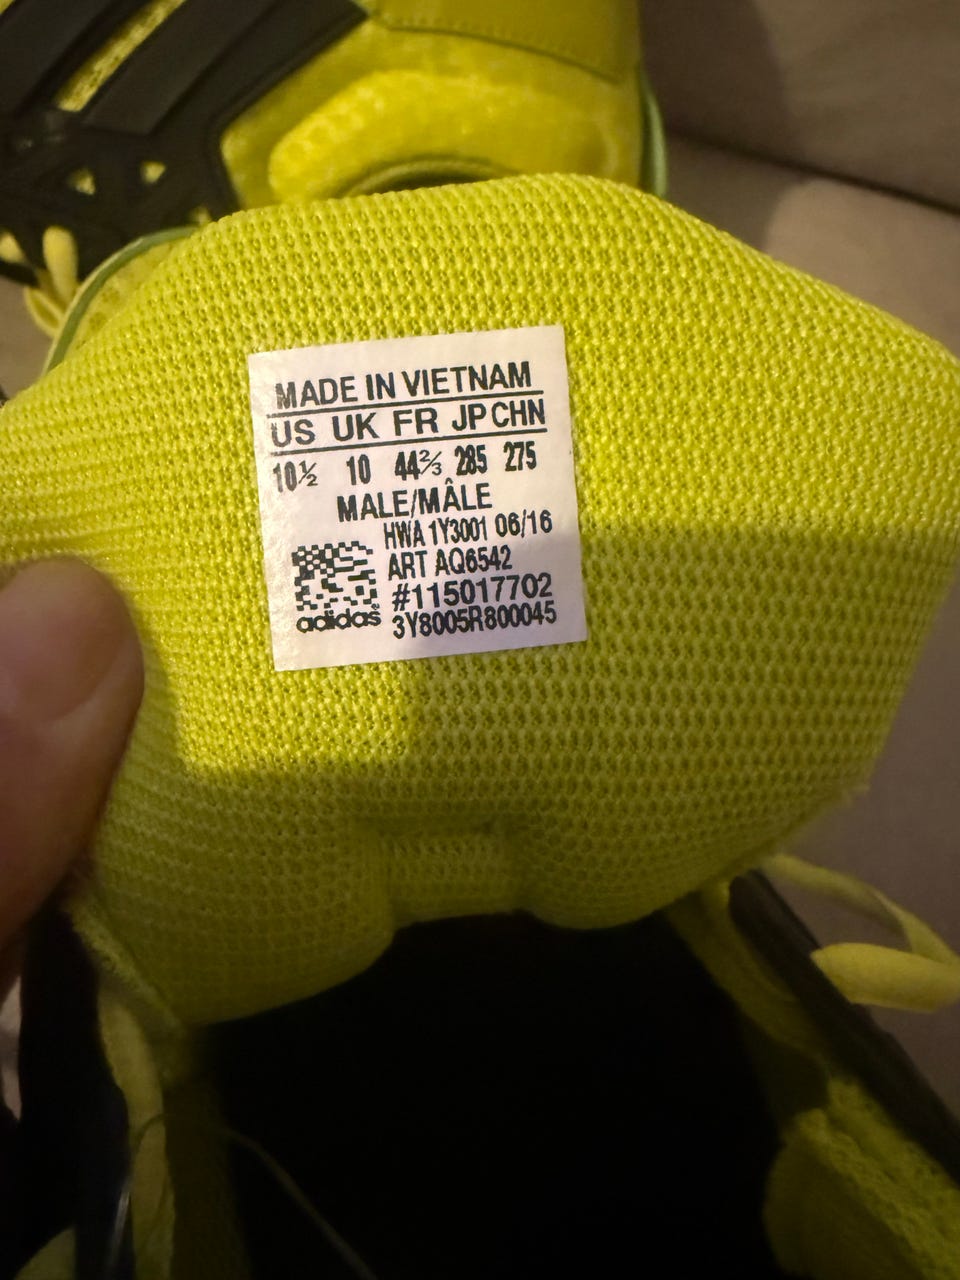 MADE IN VIETNAM
US UK FR JP CHN
10½ 10 44⅔ 285 275
MALE/MÂLE
HWA 1Y3001 06/16
ART AQ6542
#115017702
adidas 3Y8005R800045